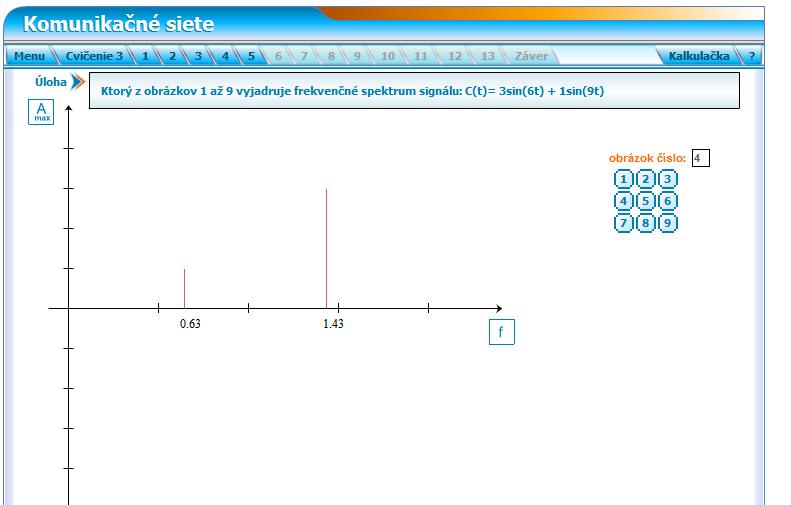 Komunikačné siete
Menu Cvičenie 3 1 2 3 4 5 6 7 8 9 10 11 12 13 Záver Kalkulačka ?
Úloha
Ktorý z obrázkov 1 až 9 vyjadruje frekvenčné spektrum signálu: C(t)= 3sin(6t) + 1sin(9t)
A
max
obrázok číslo: 4
1 2 3
4 5 6
7 8 9
0.63 1.43
f